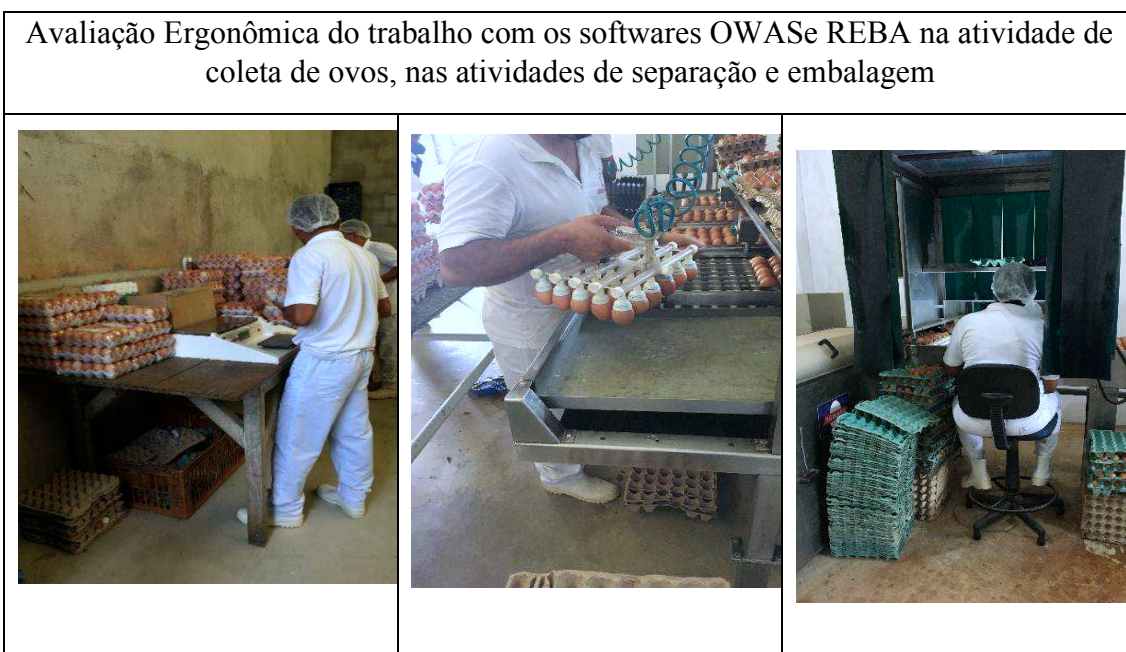 Avaliação Ergonômica do trabalho com os softwares OWASe REBA na atividade de
coleta de ovos, nas atividades de separação e embalagem